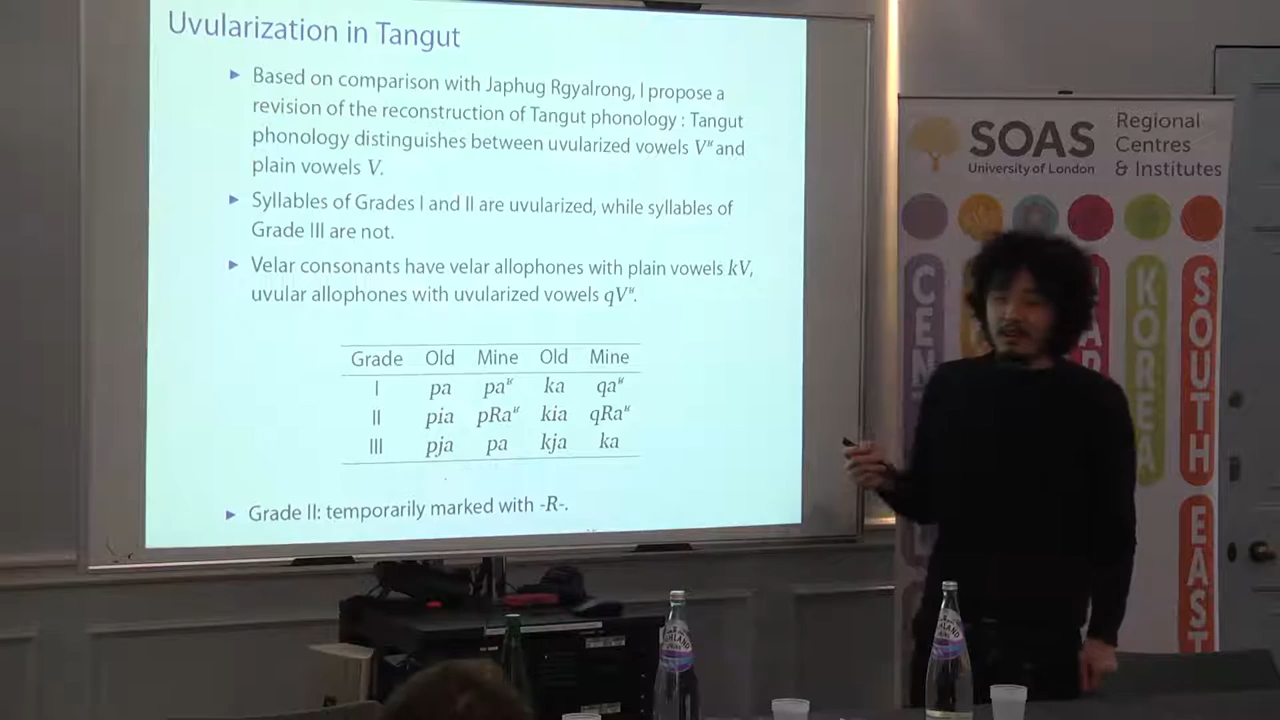 Uvularization in Tangut
▶ Based on comparison with Japhug Rgyalrong, I propose a
revision of the reconstruction of Tangut phonology : Tangut
phonology distinguishes between uvularized vowels Vʶ and
plain vowels V.
▶ Syllables of Grades I and II are uvularized, while syllables of
Grade III are not.
▶ Velar consonants have velar allophones with plain vowels kV,
uvular allophones with uvularized vowels qVʶ.
Grade Old Mine Old Mine
I pa paʶ ka qaʶ
II pia pRaʶ kia qRaʶ
III pja pa kja ka
▶ Grade II: temporarily marked with -R-.
SOAS
University of London
Regional
Centres
& Institutes
CEN
KOREA
SOUTH
EAST